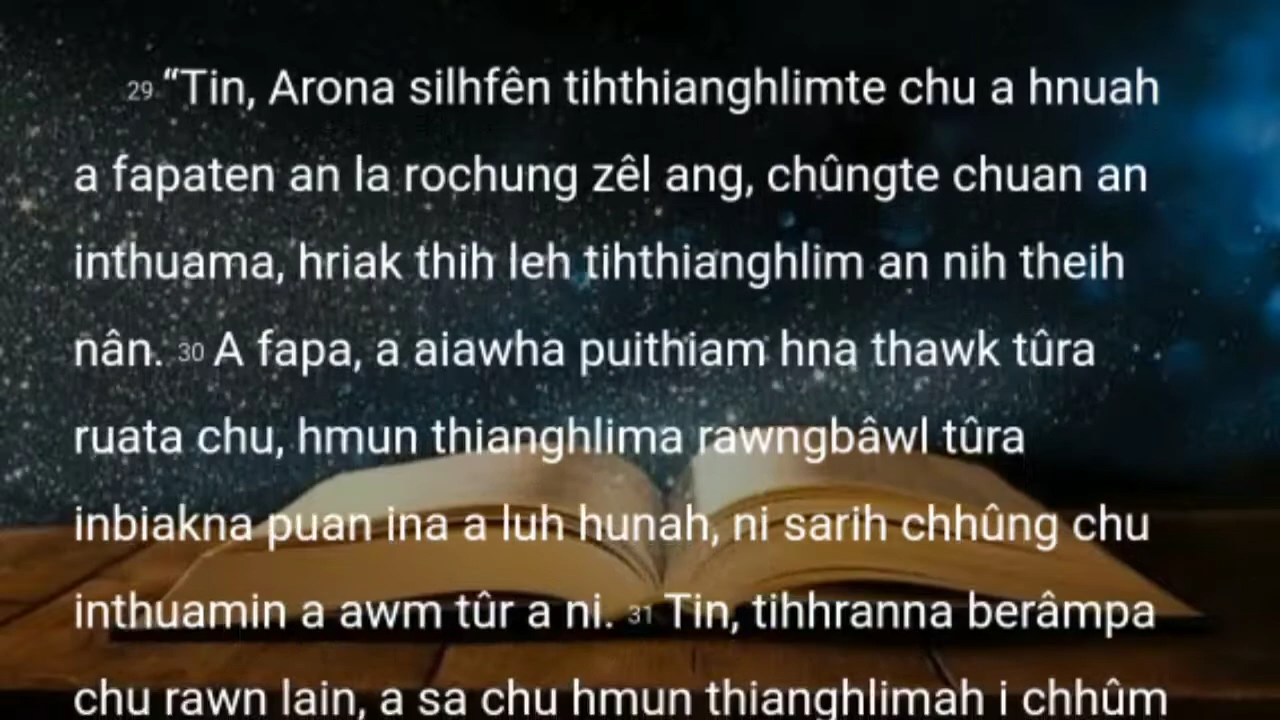 29 “Tin, Arona silhfên tihthianghlimte chu a hnuah
a fapaten an la rochung zêl ang, chûngte chuan an
inthuama, hriak thih leh tihthianghlim an nih theih
nân. 30 A fapa, a aiawha puithiam hna thawk tûra
ruata chu, hmun thianghlima rawngbâwl tûra
inbiakna puan ina a luh hunah, ni sarih chhûng chu
inthuamin a awm tûr a ni. 31 Tin, tihhranna berâmpa
chu rawn lain, a sa chu hmun thianghlimah i chhûm